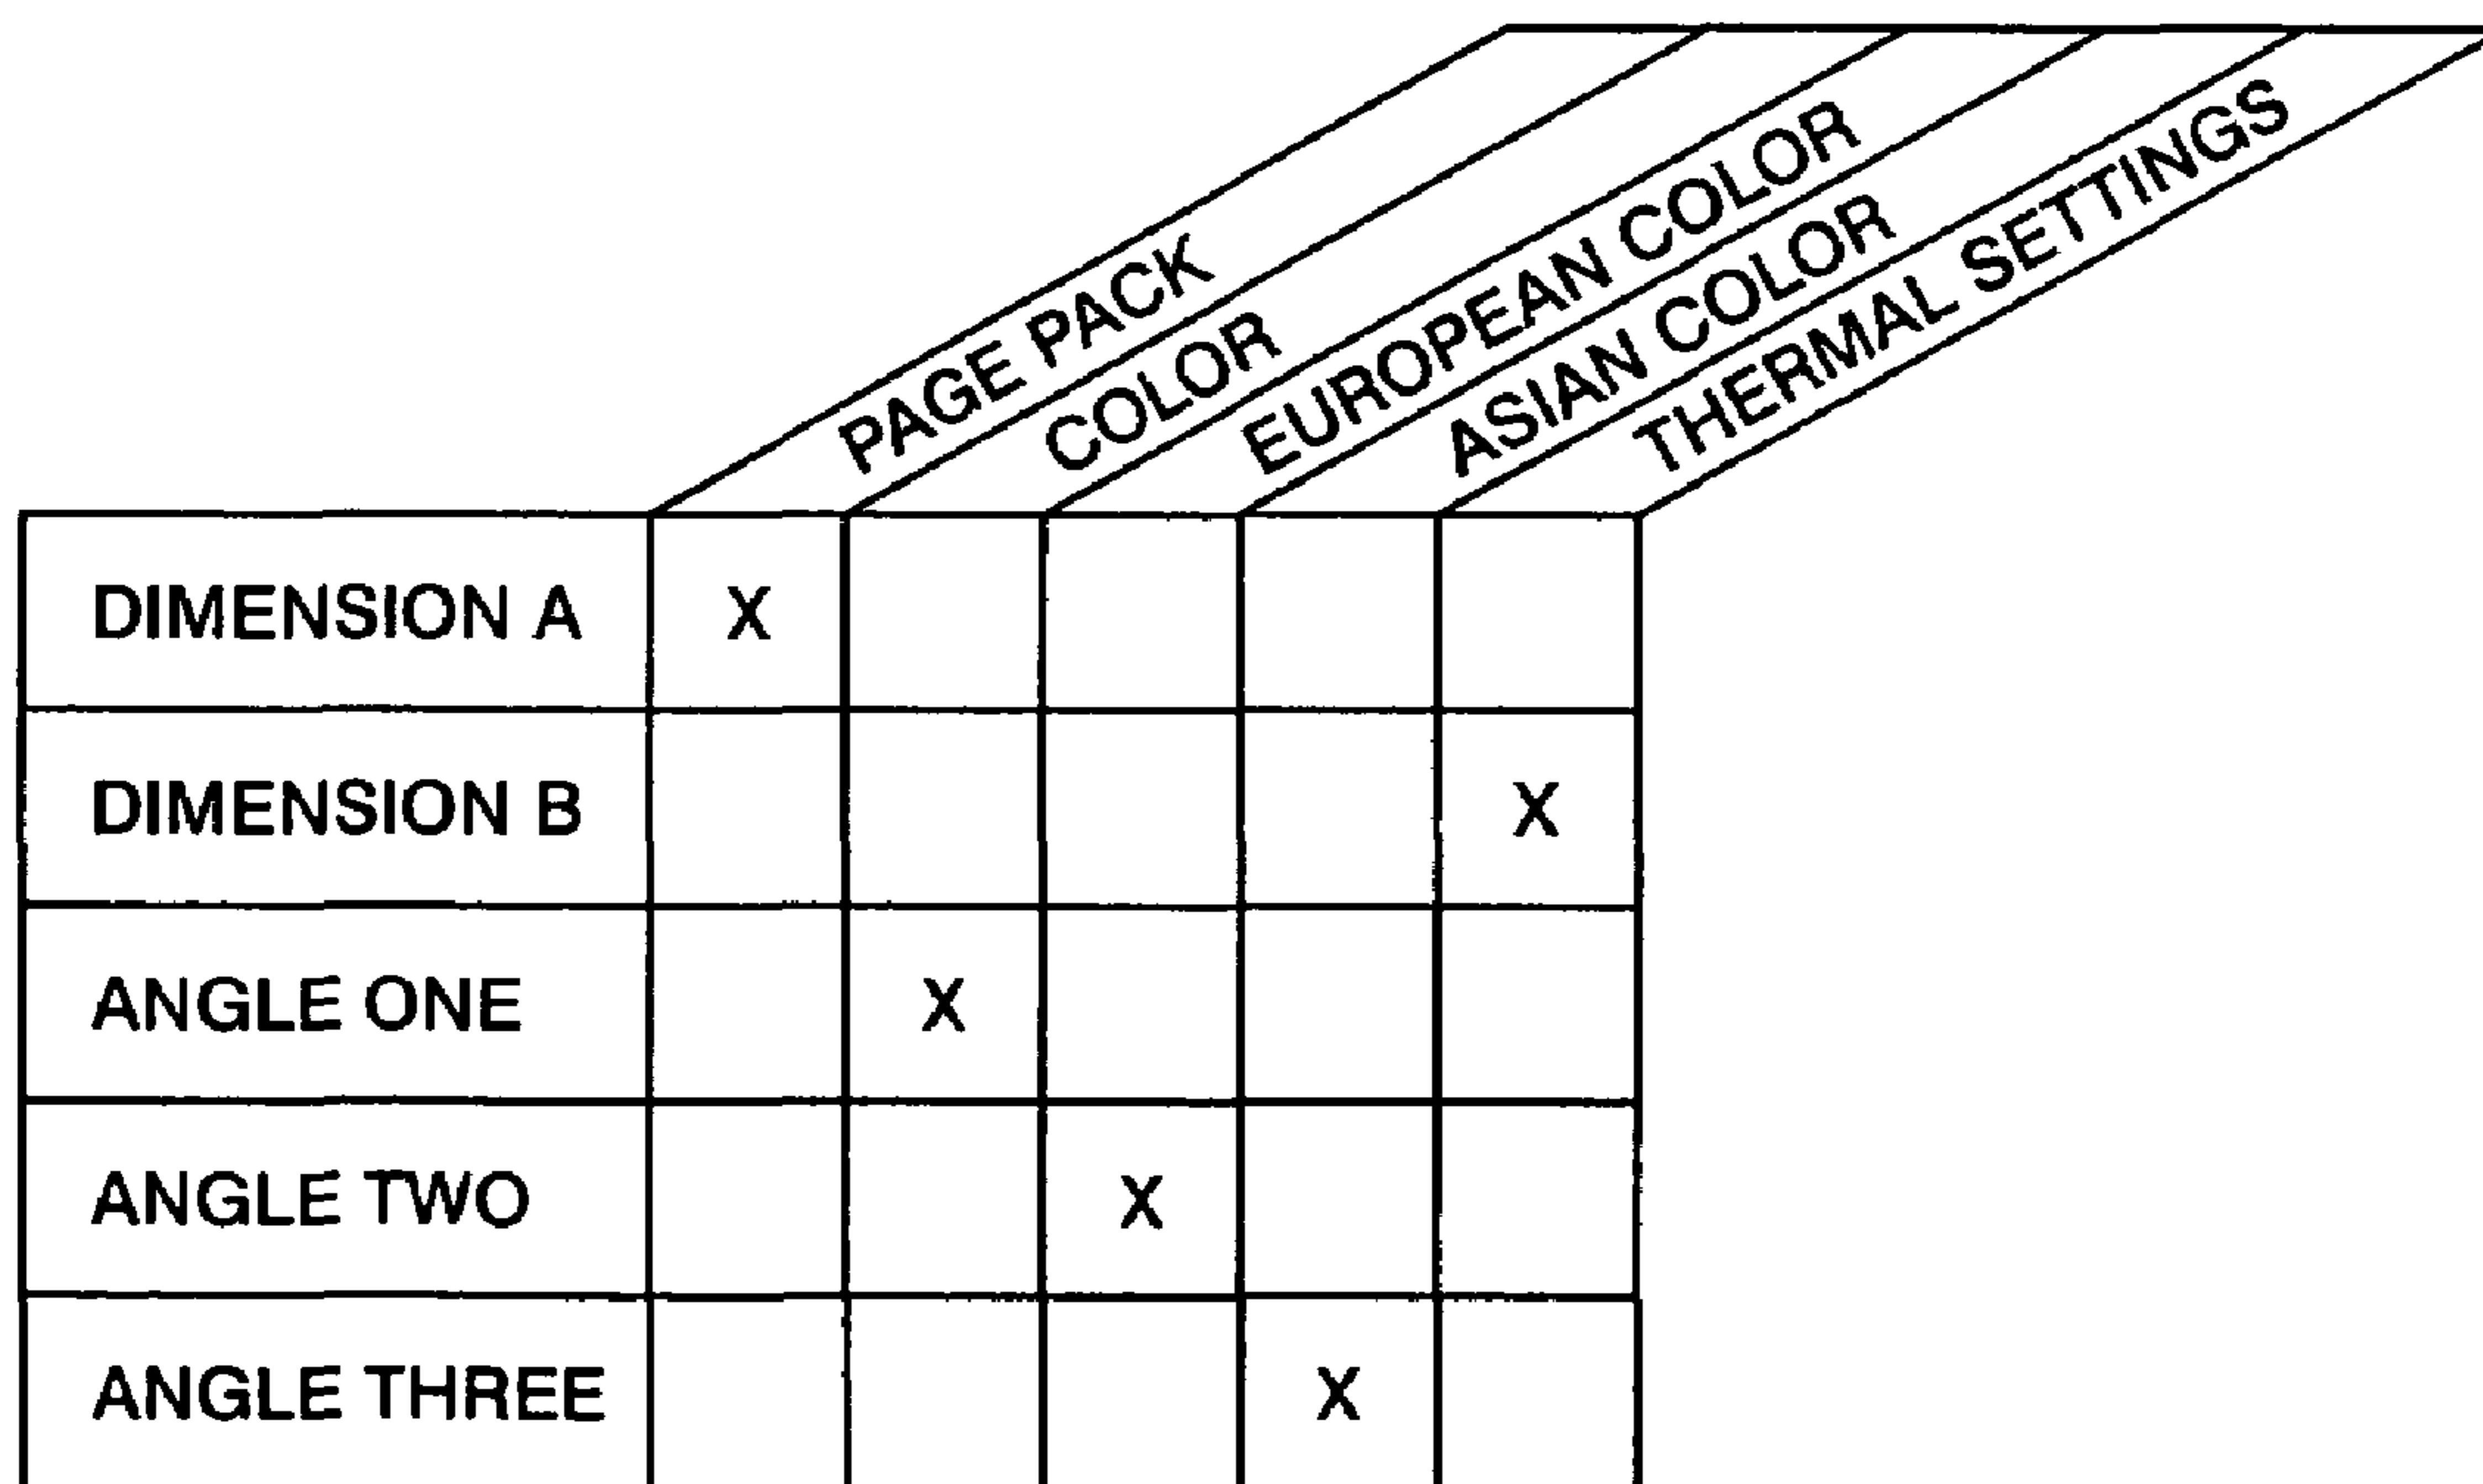 PAGE PACK
COLOR
EUROPEAN COLOR
ASIAN COLOR
THERMAL SETTINGS
DIMENSION A X
DIMENSION B X
ANGLE ONE X
ANGLE TWO X
ANGLE THREE X